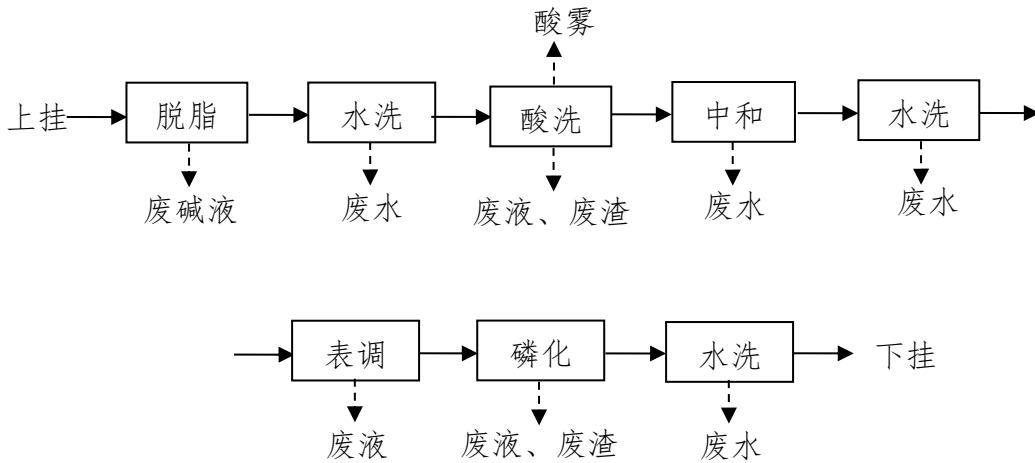 酸雾
上挂 脱脂 水洗 酸洗 中和 水洗
废碱液 废水 废液、废渣 废水 废水
表调 磷化 水洗 下挂
废液 废液、废渣 废水